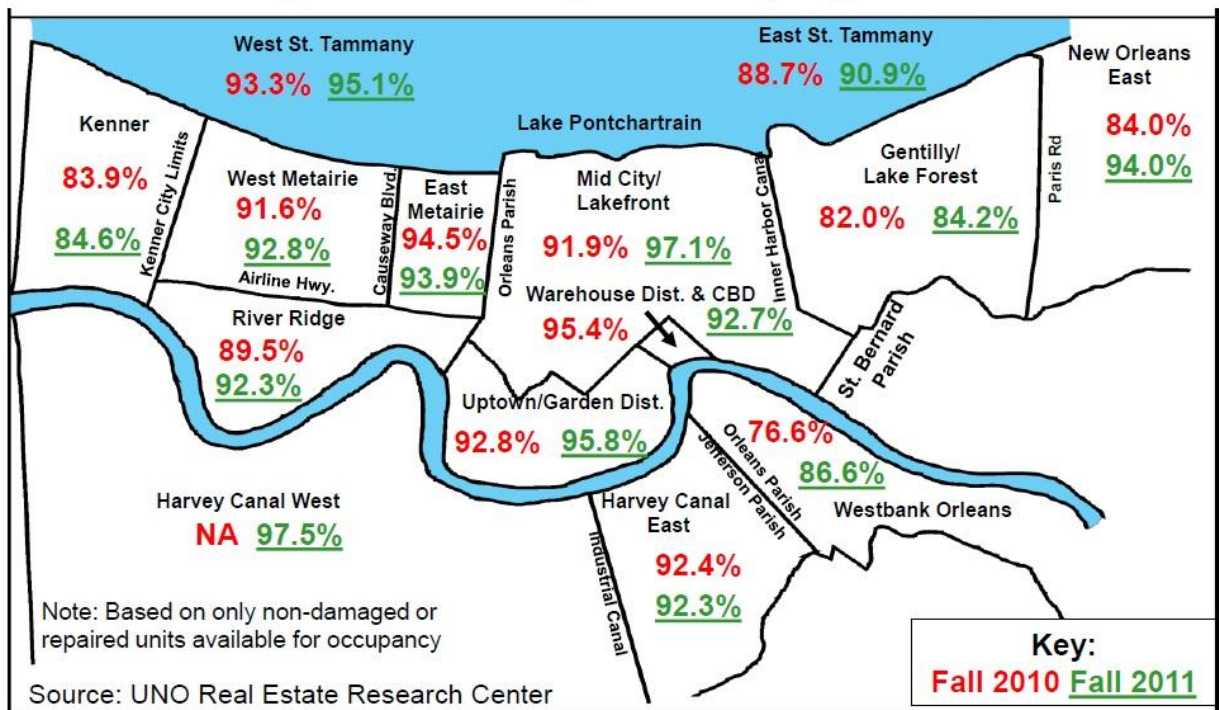 West St. Tammany
93.3% 95.1%
East St. Tammany
88.7% 90.9%
New Orleans
East
84.0%
94.0%
Kenner
83.9%
84.6%
Kenner City Limits
West Metairie
91.6%
92.8%
Airline Hwy.
Causeway Blvd.
East
Metairie
94.5%
93.9%
Orleans Parish
Lake Pontchartrain
Mid City/
Lakefront
91.9% 97.1%
Inner Harbor Canal
Gentilly/
Lake Forest
82.0% 84.2%
Paris Rd
Warehouse Dist. & CBD
95.4% 92.7%
St. Bernard
Parish
River Ridge
89.5%
92.3%
Uptown/Garden Dist.
92.8% 95.8%
Orleans Parish
Jefferson Parish
76.6%
86.6%
Westbank Orleans
Harvey Canal West
NA 97.5%
Industrial Canal
Harvey Canal
East
92.4%
92.3%
Note: Based on only non-damaged or
repaired units available for occupancy
Source: UNO Real Estate Research Center
Key:
Fall 2010 Fall 2011